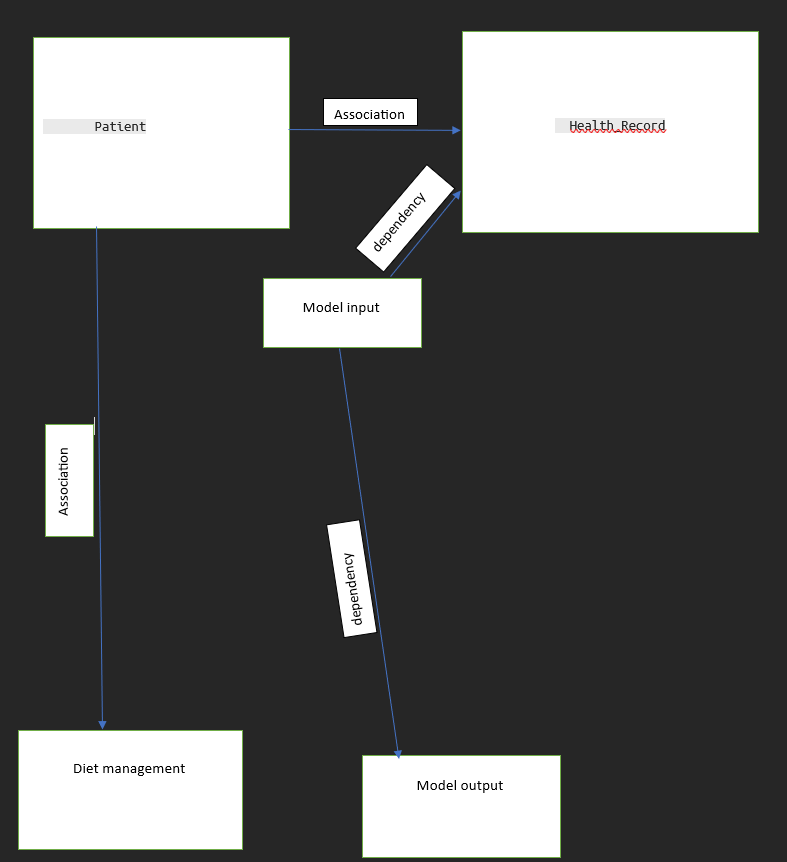 Patient
Association
Health_Record
dependency
Model input
Association
dependency
Diet management
Model output